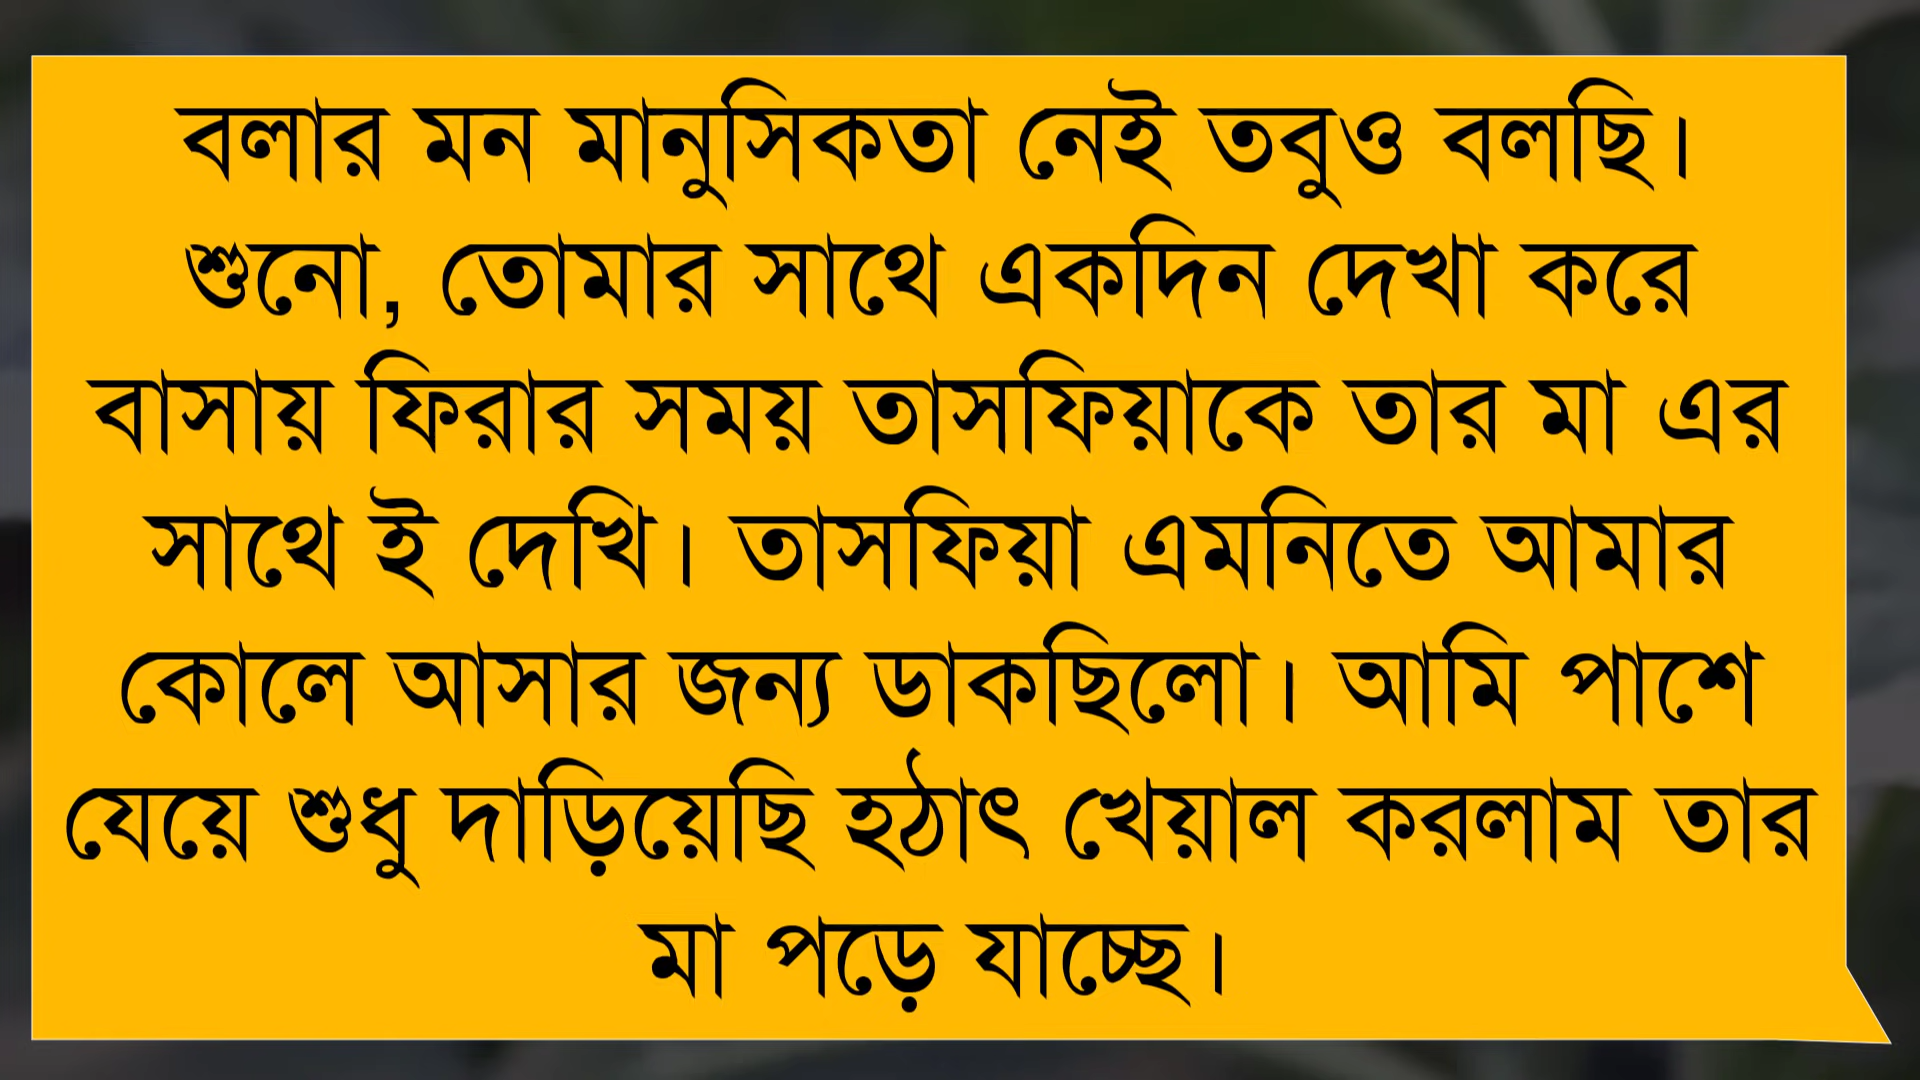 বলার মন মানুসিকতা নেই তবুও বলছি।
শুনো, তোমার সাথে একদিন দেখা করে
বাসায় ফিরার সময় তাসফিয়াকে তার মা এর
সাথে ই দেখি। তাসফিয়া এমনিতে আমার
কোলে আসার জন্য ডাকছিলো। আমি পাশে
যেয়ে শুধু দাড়িয়েছি হঠাৎ খেয়াল করলাম তার
মা পড়ে যাচ্ছে।